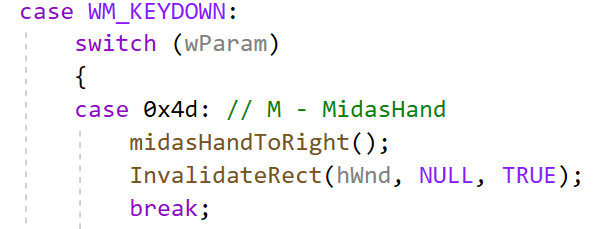 case WM_KEYDOWN:
switch (wParam)
{
case 0x4d: // M - MidasHand
midasHandToRight();
InvalidateRect(hWnd, NULL, TRUE);
break;